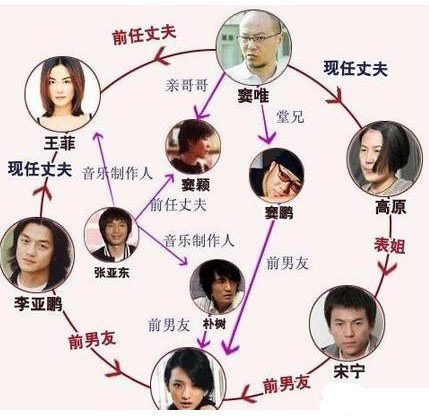 前任丈夫
亲哥哥
窦唯
现任丈夫
堂兄
王菲
现任丈夫
音乐制作人
窦颖
前任丈夫
窦鹏
高原
表姐
张亚东
音乐制作人
李亚鹏
前男友
前男友
朴树
前男友
宋宁
前男友